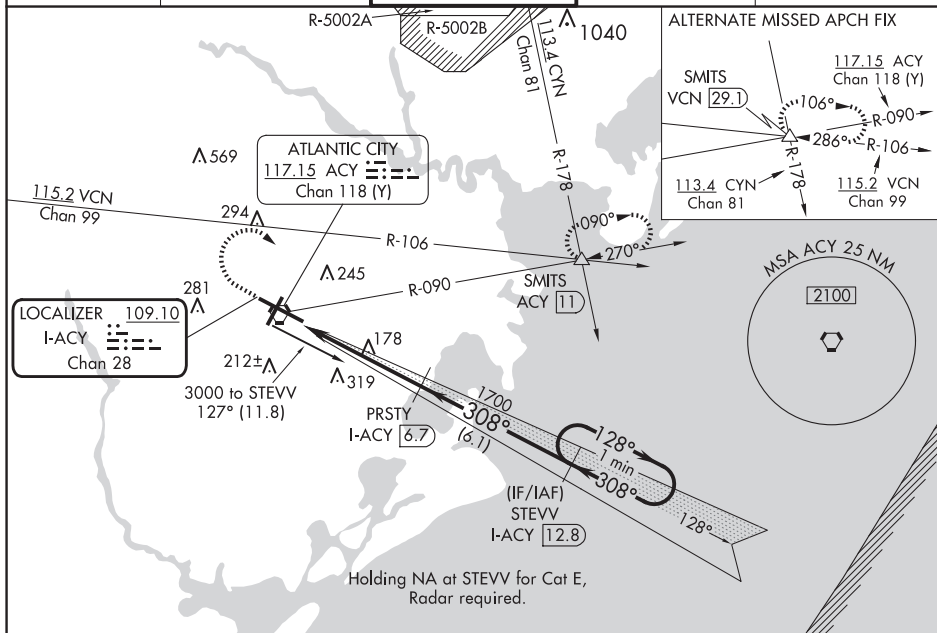 R-5002A
R-5002B
1040
113.4 CYN
Chan 81
R-178
ALTERNATE MISSED APCH FIX
SMITS
VCN 29.1
117.15 ACY
Chan 118 (Y)
106°
R-090
286°
R-106
R-178
113.4 CYN
Chan 81
115.2 VCN
Chan 99
569
ATLANTIC CITY
117.15 ACY
Chan 118 (Y)
115.2 VCN
Chan 99
294
R-106
090°
270°
245
R-090
SMITS
ACY 11
MSA ACY 25 NM
2100
281
LOCALIZER 109.10
I-ACY
Chan 28
178
212±
319
3000 to STEVV
127° (11.8)
PRSTY
I-ACY 6.7
1700
308°
(6.1)
128°
1 min
308°
(IF/IAF)
STEVV
I-ACY 12.8
128°
Holding NA at STEVV for Cat E,
Radar required.